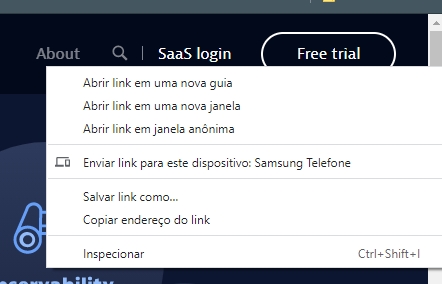 About
SaaS login
Free trial
Abrir link em uma nova guia
Abrir link em uma nova janela
Abrir link em janela anônima
Enviar link para este dispositivo: Samsung Telefone
Salvar link como...
Copiar endereço do link
Inspecionar Ctrl+Shift+I